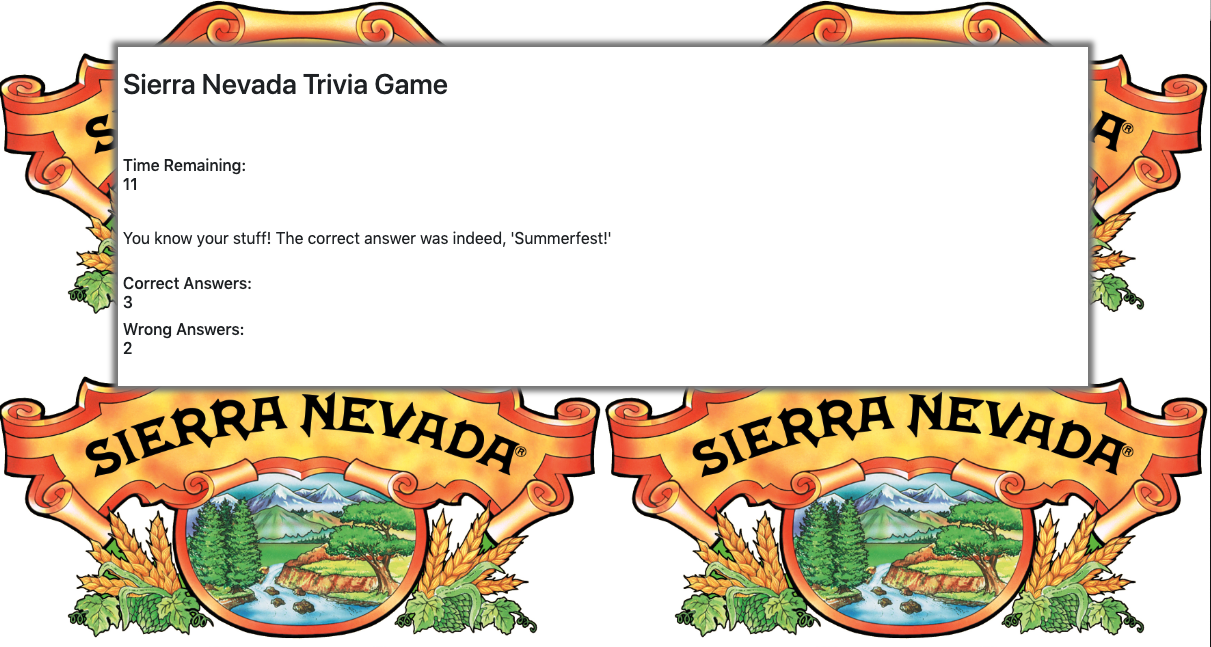 Sierra Nevada Trivia Game
Time Remaining:
11
You know your stuff! The correct answer was indeed, 'Summerfest!'
Correct Answers:
3
Wrong Answers:
2
S
A®
SIERRA NEVADA®
SIERRA NEVADA®